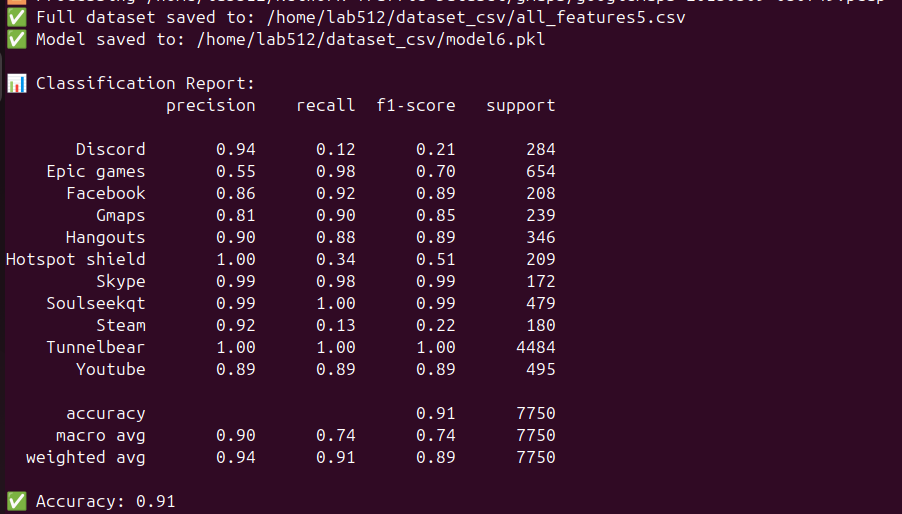 ✅ Full dataset saved to: /home/lab512/dataset_csv/all_features5.csv
✅ Model saved to: /home/lab512/dataset_csv/model6.pkl
📊 Classification Report:
precision recall f1-score support
Discord 0.94 0.12 0.21 284
Epic games 0.55 0.98 0.70 654
Facebook 0.86 0.92 0.89 208
Gmaps 0.81 0.90 0.85 239
Hangouts 0.90 0.88 0.89 346
Hotspot shield 1.00 0.34 0.51 209
Skype 0.99 0.98 0.99 172
Soulseekqt 0.99 1.00 0.99 479
Steam 0.92 0.13 0.22 180
Tunnelbear 1.00 1.00 1.00 4484
Youtube 0.89 0.89 0.89 495
accuracy 0.91 7750
macro avg 0.90 0.74 0.74 7750
weighted avg 0.94 0.91 0.89 7750
✅ Accuracy: 0.91